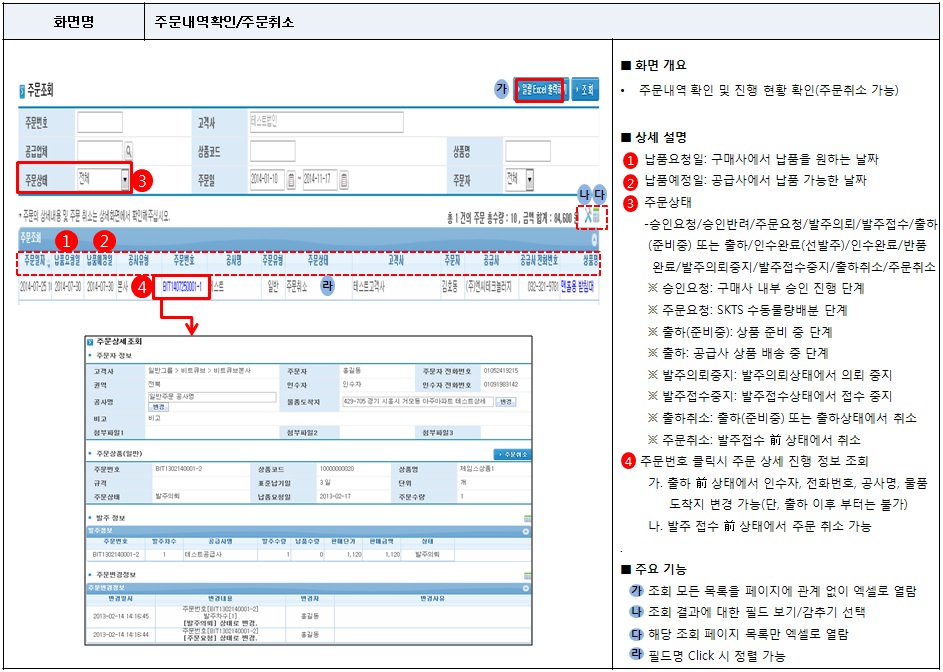 화면명
주문내역확인/주문취소
주문조회
가
일괄Excel출력
조회
주문번호
고객사
테스트법인
공급업체
상품코드
상품명
주문상태
전체
3
주문일
2014-01-10 ~ 2014-11-17
주문자
전체
나 다
* 주문의 상세내용 및 주문 취소는 상세화면에서 확인해주십시오.
총 1 건의 주문 총수량 : 10 , 금액 합계 : 84,600 원
주문조회
1 2
주문일자 납품요청일 납품예정일 공사유형 주문번호 공사명 주문유형 주문상태 고객사 주문자 공급사 공급사 전화번호 상품명
2014-07-25 1 2014-07-30 2014-07-30 본사 4 BIT1407250001-1 스트 일반 주문취소 라 테스트고객사 김호동 (주)엔씨테크놀러지 032-321-9761 맨홀용 받침대
주문상세조회
주문자 정보
고객사 일반그룹 > 비트큐브 > 비트큐브본사 주문자 홍길동 주문자 전화번호 01052419215
권역 전북 인수자 인수자 인수자 전화번호 01091983142
공사명 일반주문 공사명 변경 물품도착지 429-705 경기 시흥시 거모동 아주아파트 테스트상세 변경
비고 비고
첨부파일1 첨부파일2 첨부파일3
주문상품(일반)
주문취소
주문번호 BIT1302140001-2 상품코드 10000000020 상품명 제임스상품1
규격 표준납기일 3 일 단위 개
주문상태 발주의뢰 납품요청일 2013-02-17 주문수량 1
발주 정보
발주정보
주문번호 발주차수 공급사명 발주수량 납품수량 판매단가 판매금액 상태
BIT1302140001-2 1 테스트공급사 1 0 1,120 1,120 발주의뢰
주문변경정보
주문변경정보
변경일시 변경내용 변경자 변경사유
2013-02-14 14:16:45 주문번호[BIT1302140001-2]
발주차수[1]
[발주의뢰] 상태로 변경. 홍길동
2013-02-14 14:16:44 주문번호[BIT1302140001-2]
[주문요청] 상태로 변경. 홍길동
■ 화면 개요
• 주문내역 확인 및 진행 현황 확인(주문취소 가능)
■ 상세 설명
1 납품요청일: 구매사에서 납품을 원하는 날짜
2 납품예정일: 공급사에서 납품 가능한 날짜
3 주문상태
-승인요청/승인반려/주문요청/발주의뢰/발주접수/출하
(준비중) 또는 출하/인수완료(선발주)/인수완료/반품
완료/발주의뢰중지/발주접수중지/출하취소/주문취소
※ 승인요청: 구매사 내부 승인 진행 단계
※ 주문요청: SKTS 수동물량배분 단계
※ 출하(준비중): 상품 준비 중 단계
※ 출하: 공급사 상품 배송 중 단계
※ 발주의뢰중지: 발주의뢰상태에서 의뢰 중지
※ 발주접수중지: 발주접수상태에서 접수 중지
※ 출하취소: 출하(준비중) 또는 출하상태에서 취소
※ 주문취소: 발주접수 前 상태에서 취소
4 주문번호 클릭시 주문 상세 진행 정보 조회
가. 출하 前 상태에서 인수자, 전화번호, 공사명, 물품
도착지 변경 가능(단, 출하 이후 부터는 불가)
나. 발주 접수 前 상태에서 주문 취소 가능
.
■ 주요 기능
가 조회 모든 목록을 페이지에 관계 없이 엑셀로 열람
나 조회 결과에 대한 필드 보기/감추기 선택
다 해당 조회 페이지 목록만 엑셀로 열람
라 필드명 Click 시 정렬 가능